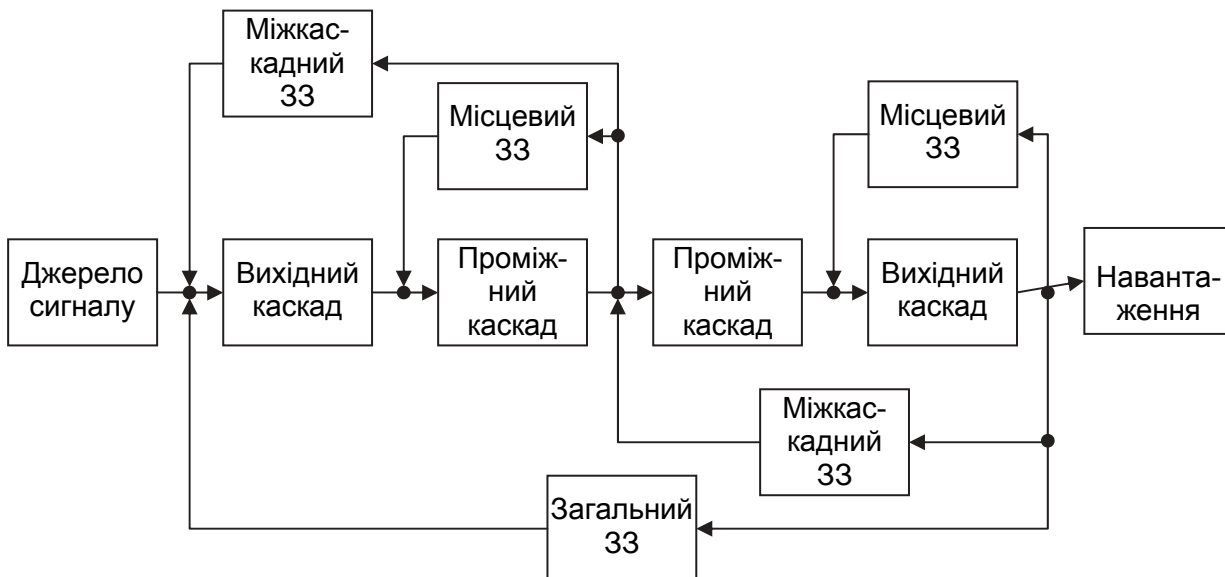 Міжкас-
кадний
ЗЗ
Місцевий
ЗЗ
Місцевий
ЗЗ
Джерело
сигналу
Вихідний
каскад
Проміж-
ний
каскад
Проміж-
ний
каскад
Вихідний
каскад
Наванта-
ження
Міжкас-
кадний
ЗЗ
Загальний
ЗЗ